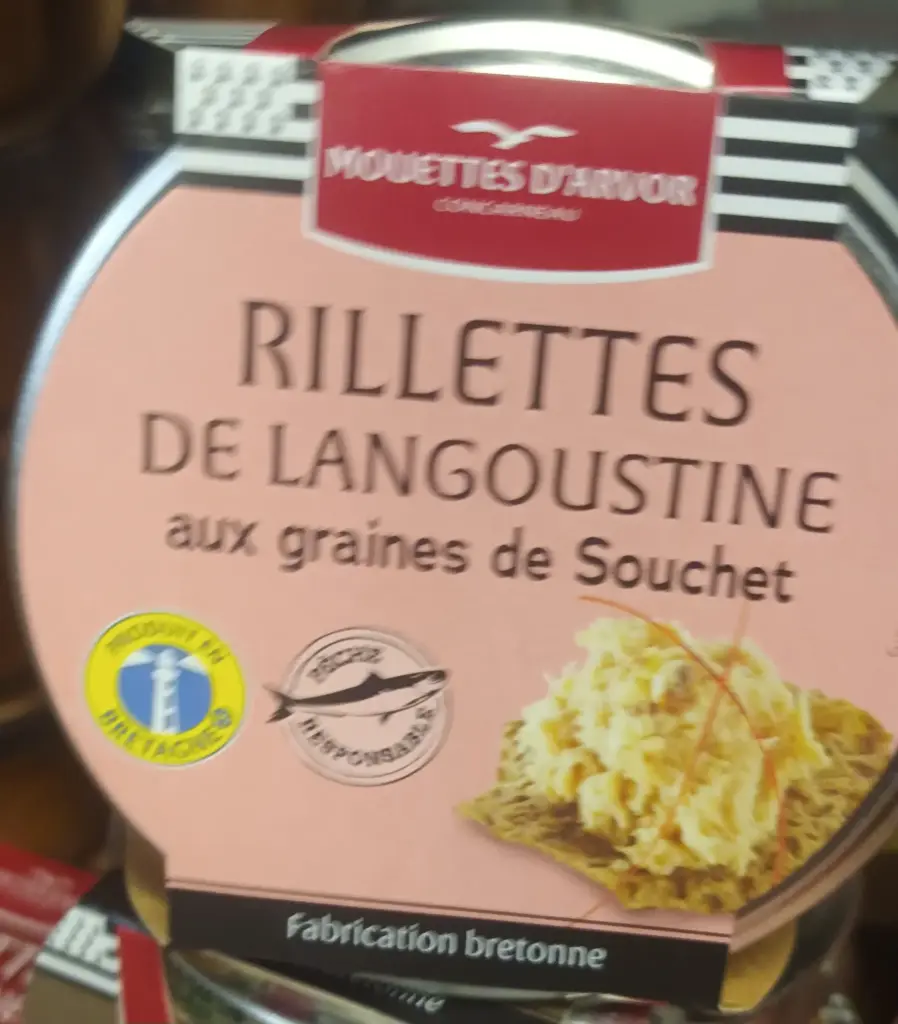 MOUETTES D'ARVOR
CONCARNEAU
RILLETTES
DE LANGOUSTINE
aux graines de Souchet
PRODUIT EN
BRETAGNE
PÊCHE
RESPONSABLE
Fabrication bretonne